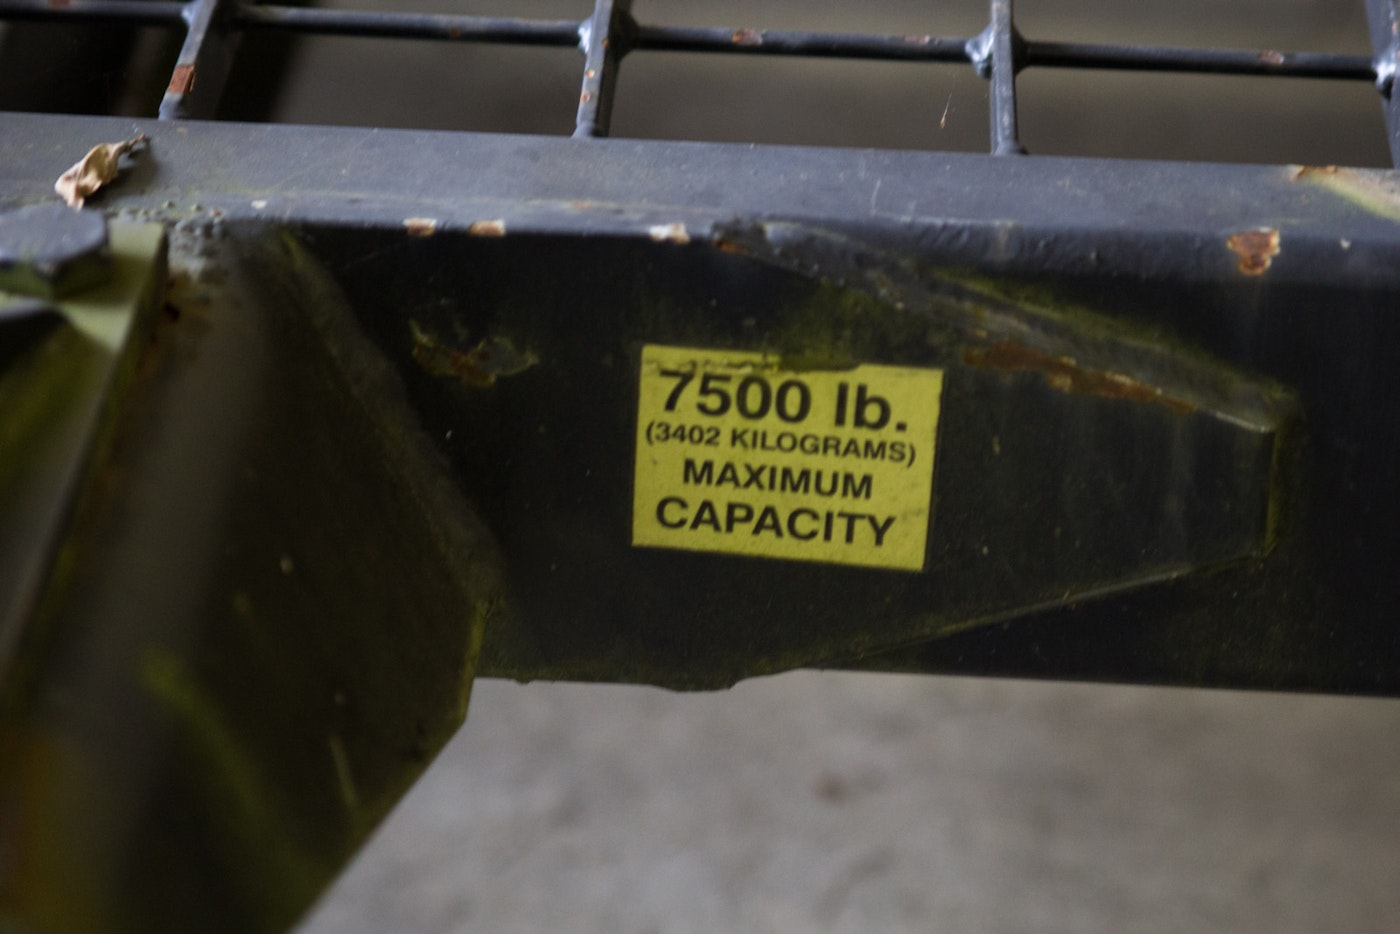 7500 lb.
(3402 KILOGRAMS)
MAXIMUM
CAPACITY